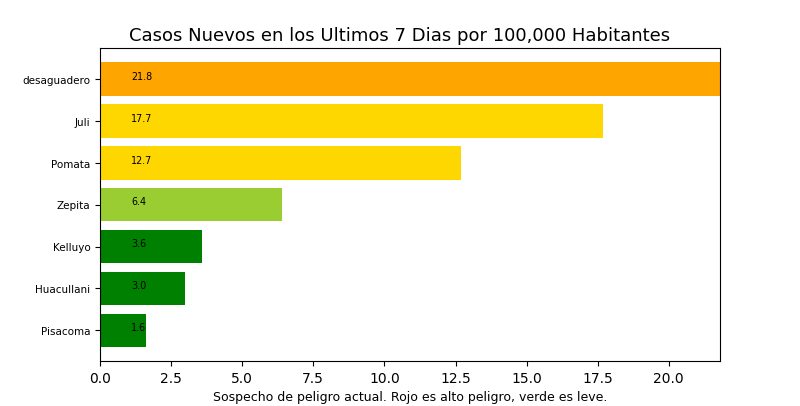 Casos Nuevos en los Ultimos 7 Dias por 100,000 Habitantes
desaguadero 21.8
Juli 17.7
Pomata 12.7
Zepita 6.4
Kelluyo 3.6
Huacullani 3.0
Pisacoma 1.6
0.0 2.5 5.0 7.5 10.0 12.5 15.0 17.5 20.0
Sospecho de peligro actual. Rojo es alto peligro, verde es leve.